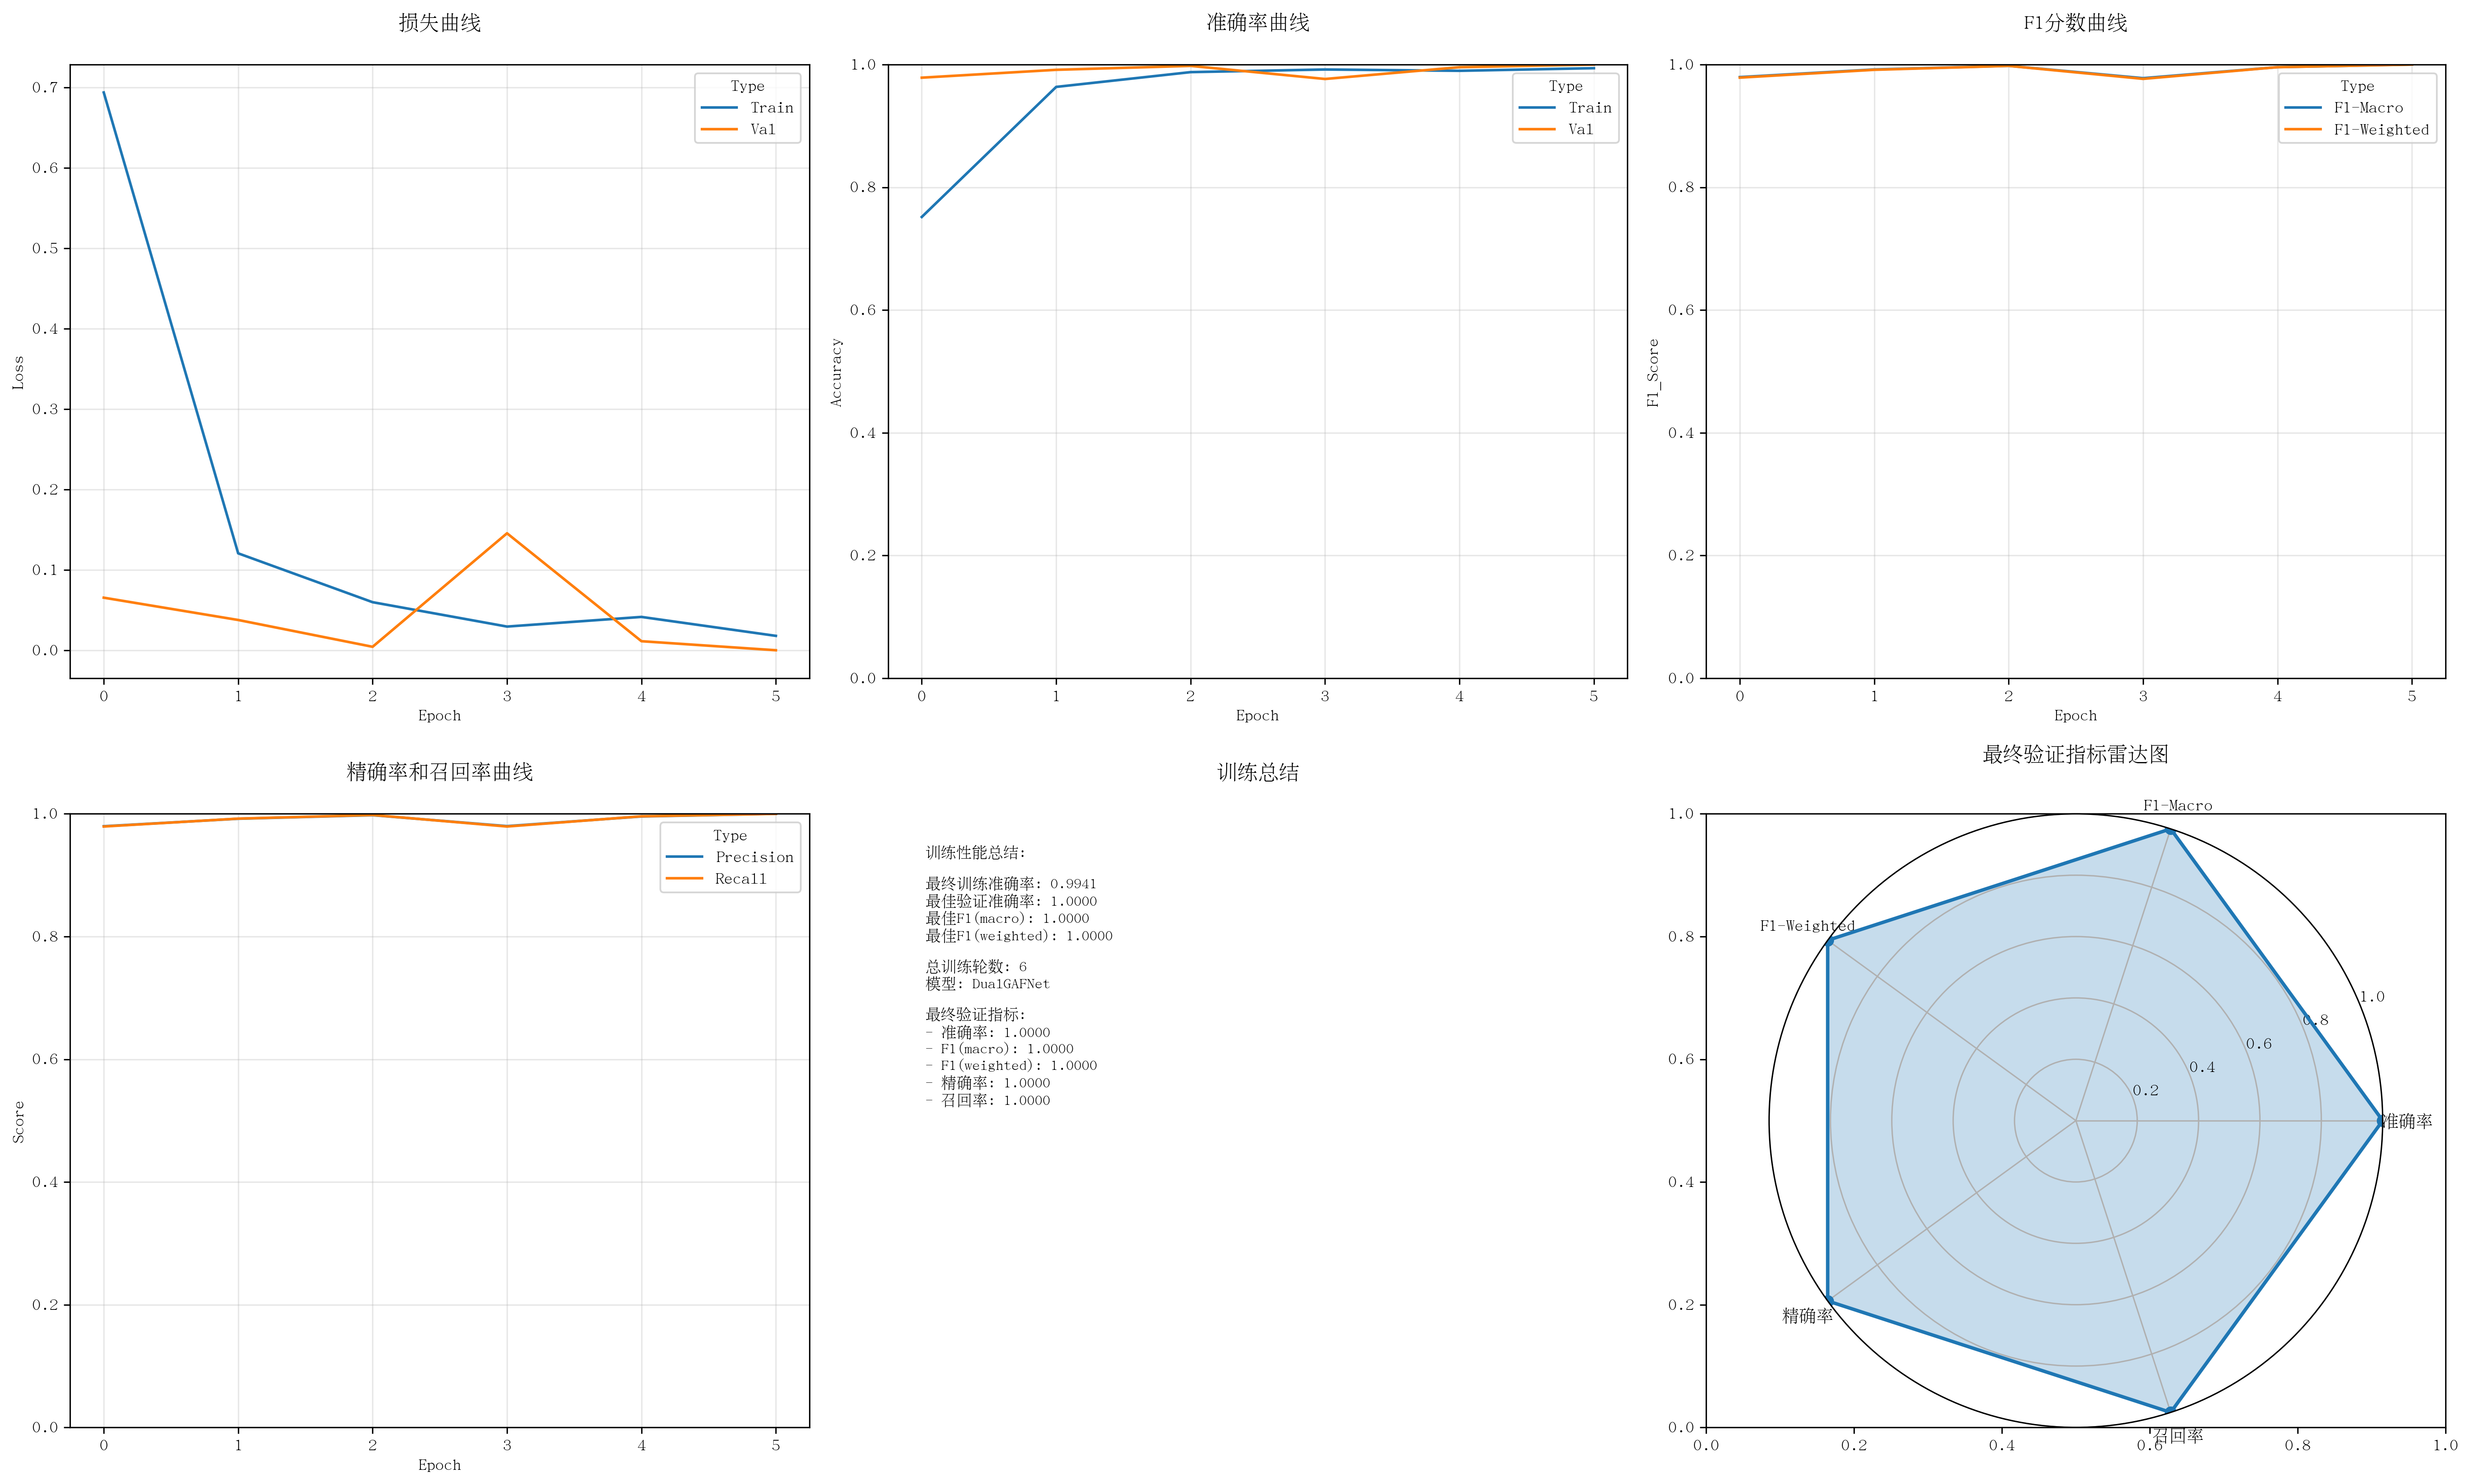 损失曲线
0.7
0.6
0.5
0.4
0.3
0.2
0.1
0.0
Loss
0 1 2 3 4 5
Epoch
Type
Train
Val
准确率曲线
1.0
0.8
0.6
0.4
0.2
0.0
Accuracy
0 1 2 3 4 5
Epoch
Type
Train
Val
F1分数曲线
1.0
0.8
0.6
0.4
0.2
0.0
F1_Score
0 1 2 3 4 5
Epoch
Type
F1-Macro
F1-Weighted
精确率和召回率曲线
1.0
0.8
0.6
0.4
0.2
0.0
Score
0 1 2 3 4 5
Epoch
Type
Precision
Recall
训练总结
训练性能总结:
最终训练准确率: 0.9941
最佳验证准确率: 1.0000
最佳F1(macro): 1.0000
最佳F1(weighted): 1.0000
总训练轮数: 6
模型: DualGAFNet
最终验证指标:
- 准确率: 1.0000
- F1(macro): 1.0000
- F1(weighted): 1.0000
- 精确率: 1.0000
- 召回率: 1.0000
最终验证指标雷达图
1.0
0.8
0.6
0.4
0.2
0.0
0.0 0.2 0.4 0.6 0.8 1.0
F1-Macro
F1-Weighted
精确率
召回率
准确率
1.0
0.8
0.6
0.4
0.2